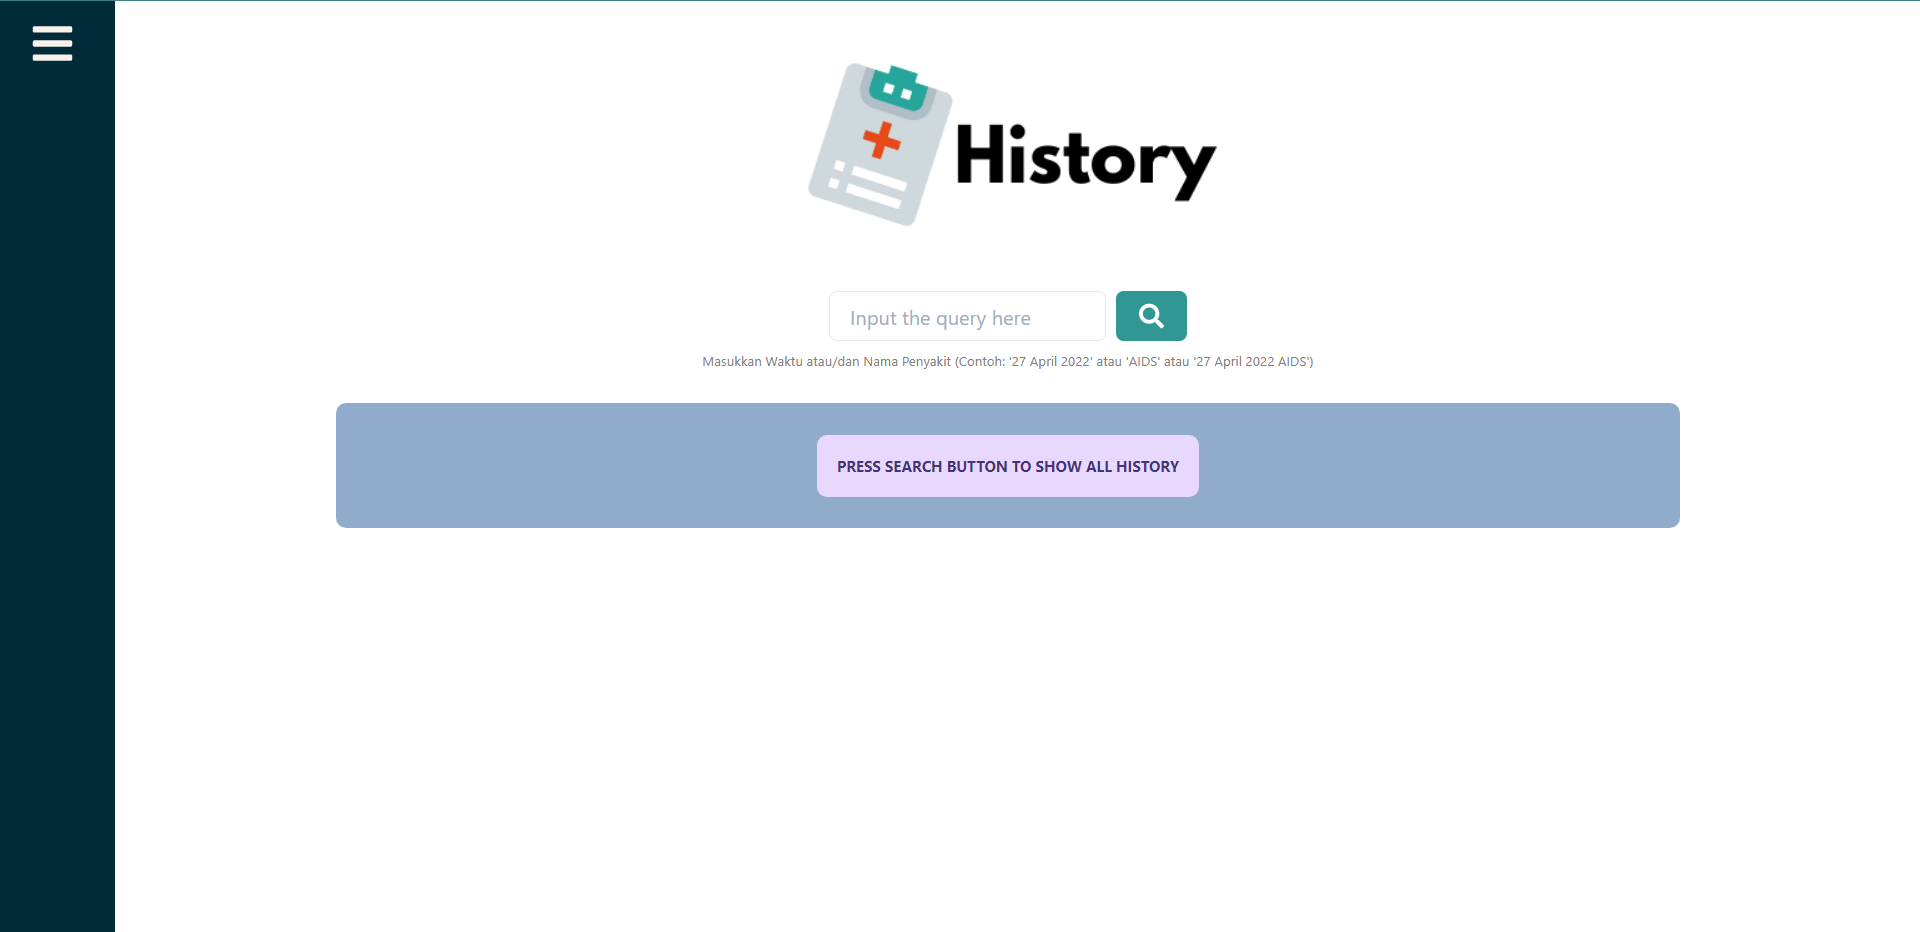 History
Input the query here
Masukkan Waktu atau/dan Nama Penyakit (Contoh: '27 April 2022' atau 'AIDS' atau '27 April 2022 AIDS')
PRESS SEARCH BUTTON TO SHOW ALL HISTORY